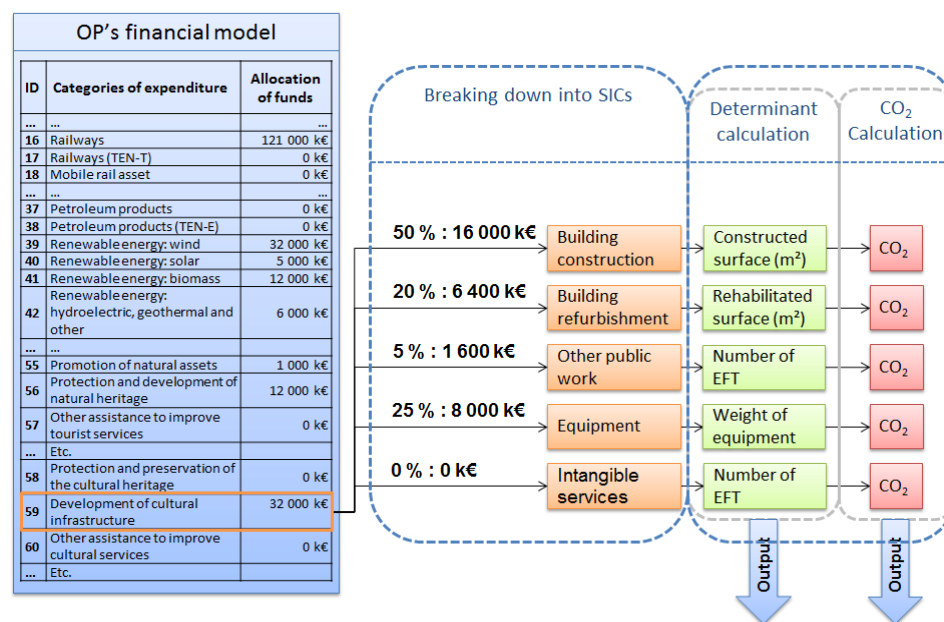 OP's financial model
ID Categories of expenditure Allocation
of funds
... ... ...
16 Railways 121 000 k€
17 Railways (TEN-T) 0 k€
18 Mobile rail asset 0 k€
... ... ...
37 Petroleum products 0 k€
38 Petroleum products (TEN-E) 0 k€
39 Renewable energy: wind 32 000 k€
40 Renewable energy: solar 5 000 k€
41 Renewable energy: biomass 12 000 k€
Renewable energy:
42 hydroelectric, geothermal and 6 000 k€
other
... ...
55 Promotion of natural assets 1 000 k€
56 Protection and development of 12 000 k€
natural heritage
57 Other assistance to improve 0 k€
tourist services
... Etc.
58 Protection and preservation of 0 k€
the cultural heritage
59 Development of cultural 32 000 k€
infrastructure
60 Other assistance to improve 0 k€
cultural services
... Etc.
Breaking down into SICs
Determinant
calculation
CO₂
Calculation
50 % : 16 000 k€
Building
construction
Constructed
surface (m²)
CO₂
20 % : 6 400 k€
Building
refurbishment
Rehabilitated
surface (m²)
CO₂
5 % : 1 600 k€
Other public
work
Number of
EFT
CO₂
25 % : 8 000 k€
Equipment
Weight of
equipment
CO₂
0 % : 0 k€
Intangible
services
Number of
EFT
CO₂
Output
Output